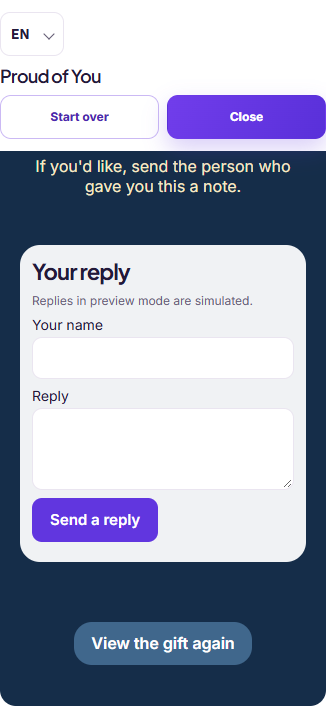 EN
Proud of You
Start over
Close
If you'd like, send the person who
gave you this a note.
Your reply
Replies in preview mode are simulated.
Your name
Reply
Send a reply
View the gift again